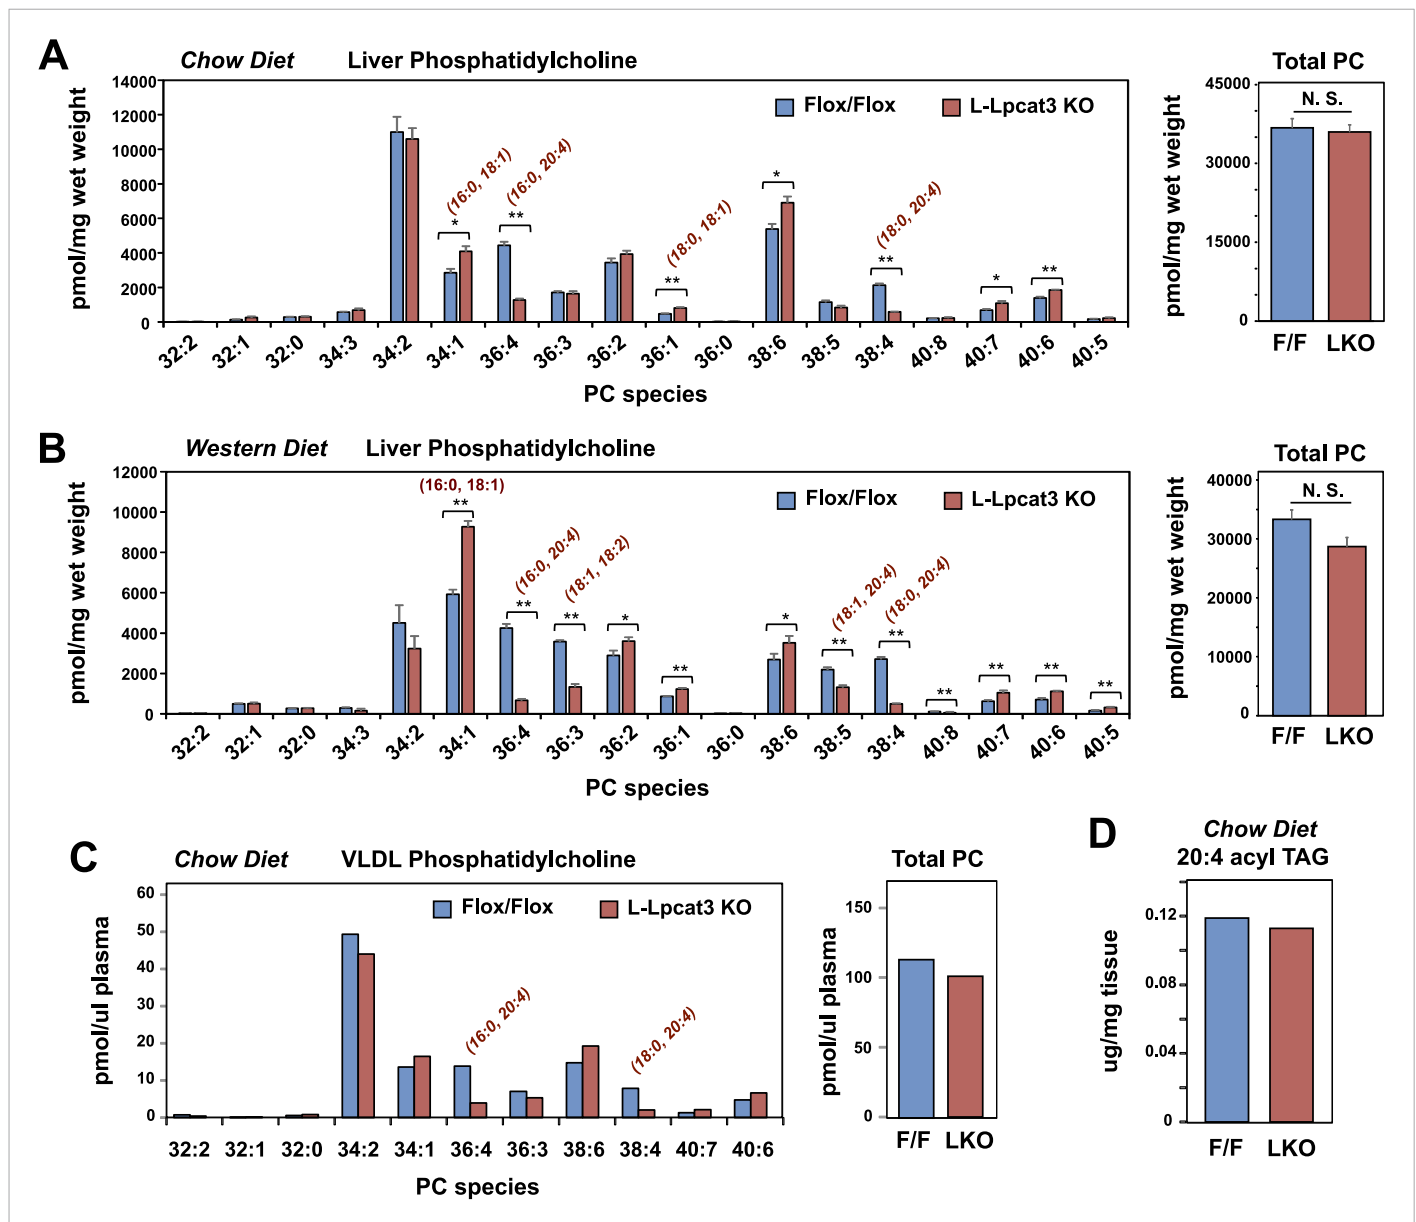 A
Chow Diet Liver Phosphatidylcholine
Flox/Flox L-Lpcat3 KO
pmol/mg wet weight
14000
12000
10000
8000
6000
4000
2000
0
(16:0, 18:1)
(16:0, 20:4)
(18:0, 18:1)
(18:0, 20:4)
* ** ** * ** * **
32:2 32:1 32:0 34:3 34:2 34:1 36:4 36:3 36:2 36:1 36:0 38:6 38:5 38:4 40:8 40:7 40:6 40:5
PC species
Total PC
N. S.
pmol/mg wet weight
45000
30000
15000
0
F/F LKO
B
Western Diet Liver Phosphatidylcholine
Flox/Flox L-Lpcat3 KO
pmol/mg wet weight
12000
10000
8000
6000
4000
2000
0
(16:0, 18:1)
(16:0, 20:4)
(18:1, 18:2)
(18:1, 20:4)
(18:0, 20:4)
** ** ** * ** * ** ** ** ** ** **
32:2 32:1 32:0 34:3 34:2 34:1 36:4 36:3 36:2 36:1 36:0 38:6 38:5 38:4 40:8 40:7 40:6 40:5
PC species
Total PC
N. S.
pmol/mg wet weight
40000
30000
20000
10000
0
F/F LKO
C
Chow Diet VLDL Phosphatidylcholine
Flox/Flox L-Lpcat3 KO
pmol/ul plasma
60
50
40
30
20
10
0
(16:0, 20:4)
(18:0, 20:4)
32:2 32:1 32:0 34:2 34:1 36:4 36:3 38:6 38:4 40:7 40:6
PC species
Total PC
pmol/ul plasma
150
100
50
0
F/F LKO
D
Chow Diet
20:4 acyl TAG
ug/mg tissue
0.12
0.08
0.04
0
F/F LKO